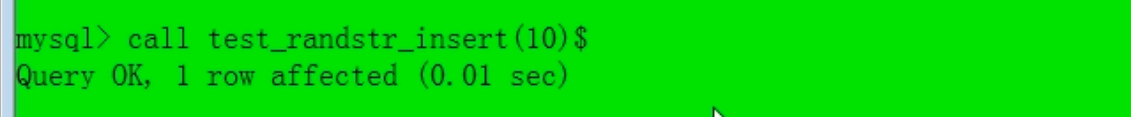 mysql> call test_randstr_insert(10)$
Query OK, 1 row affected (0.01 sec)